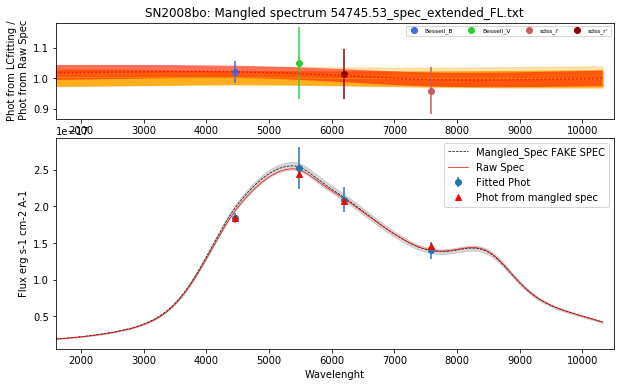 SN2008bo: Mangled spectrum 54745.53_spec_extended_FL.txt
Phot from LCfitting /
Phot from Raw Spec
1.1
1.0
0.9
Bessell_B
Bessell_V
sdss_i'
sdss_r'
2000 3000 4000 5000 6000 7000 8000 9000 10000
1e−17
Flux erg s-1 cm-2 A-1
2.5
2.0
1.5
1.0
0.5
Mangled_Spec FAKE SPEC
Raw Spec
Fitted Phot
Phot from mangled spec
2000 3000 4000 5000 6000 7000 8000 9000 10000
Wavelenght